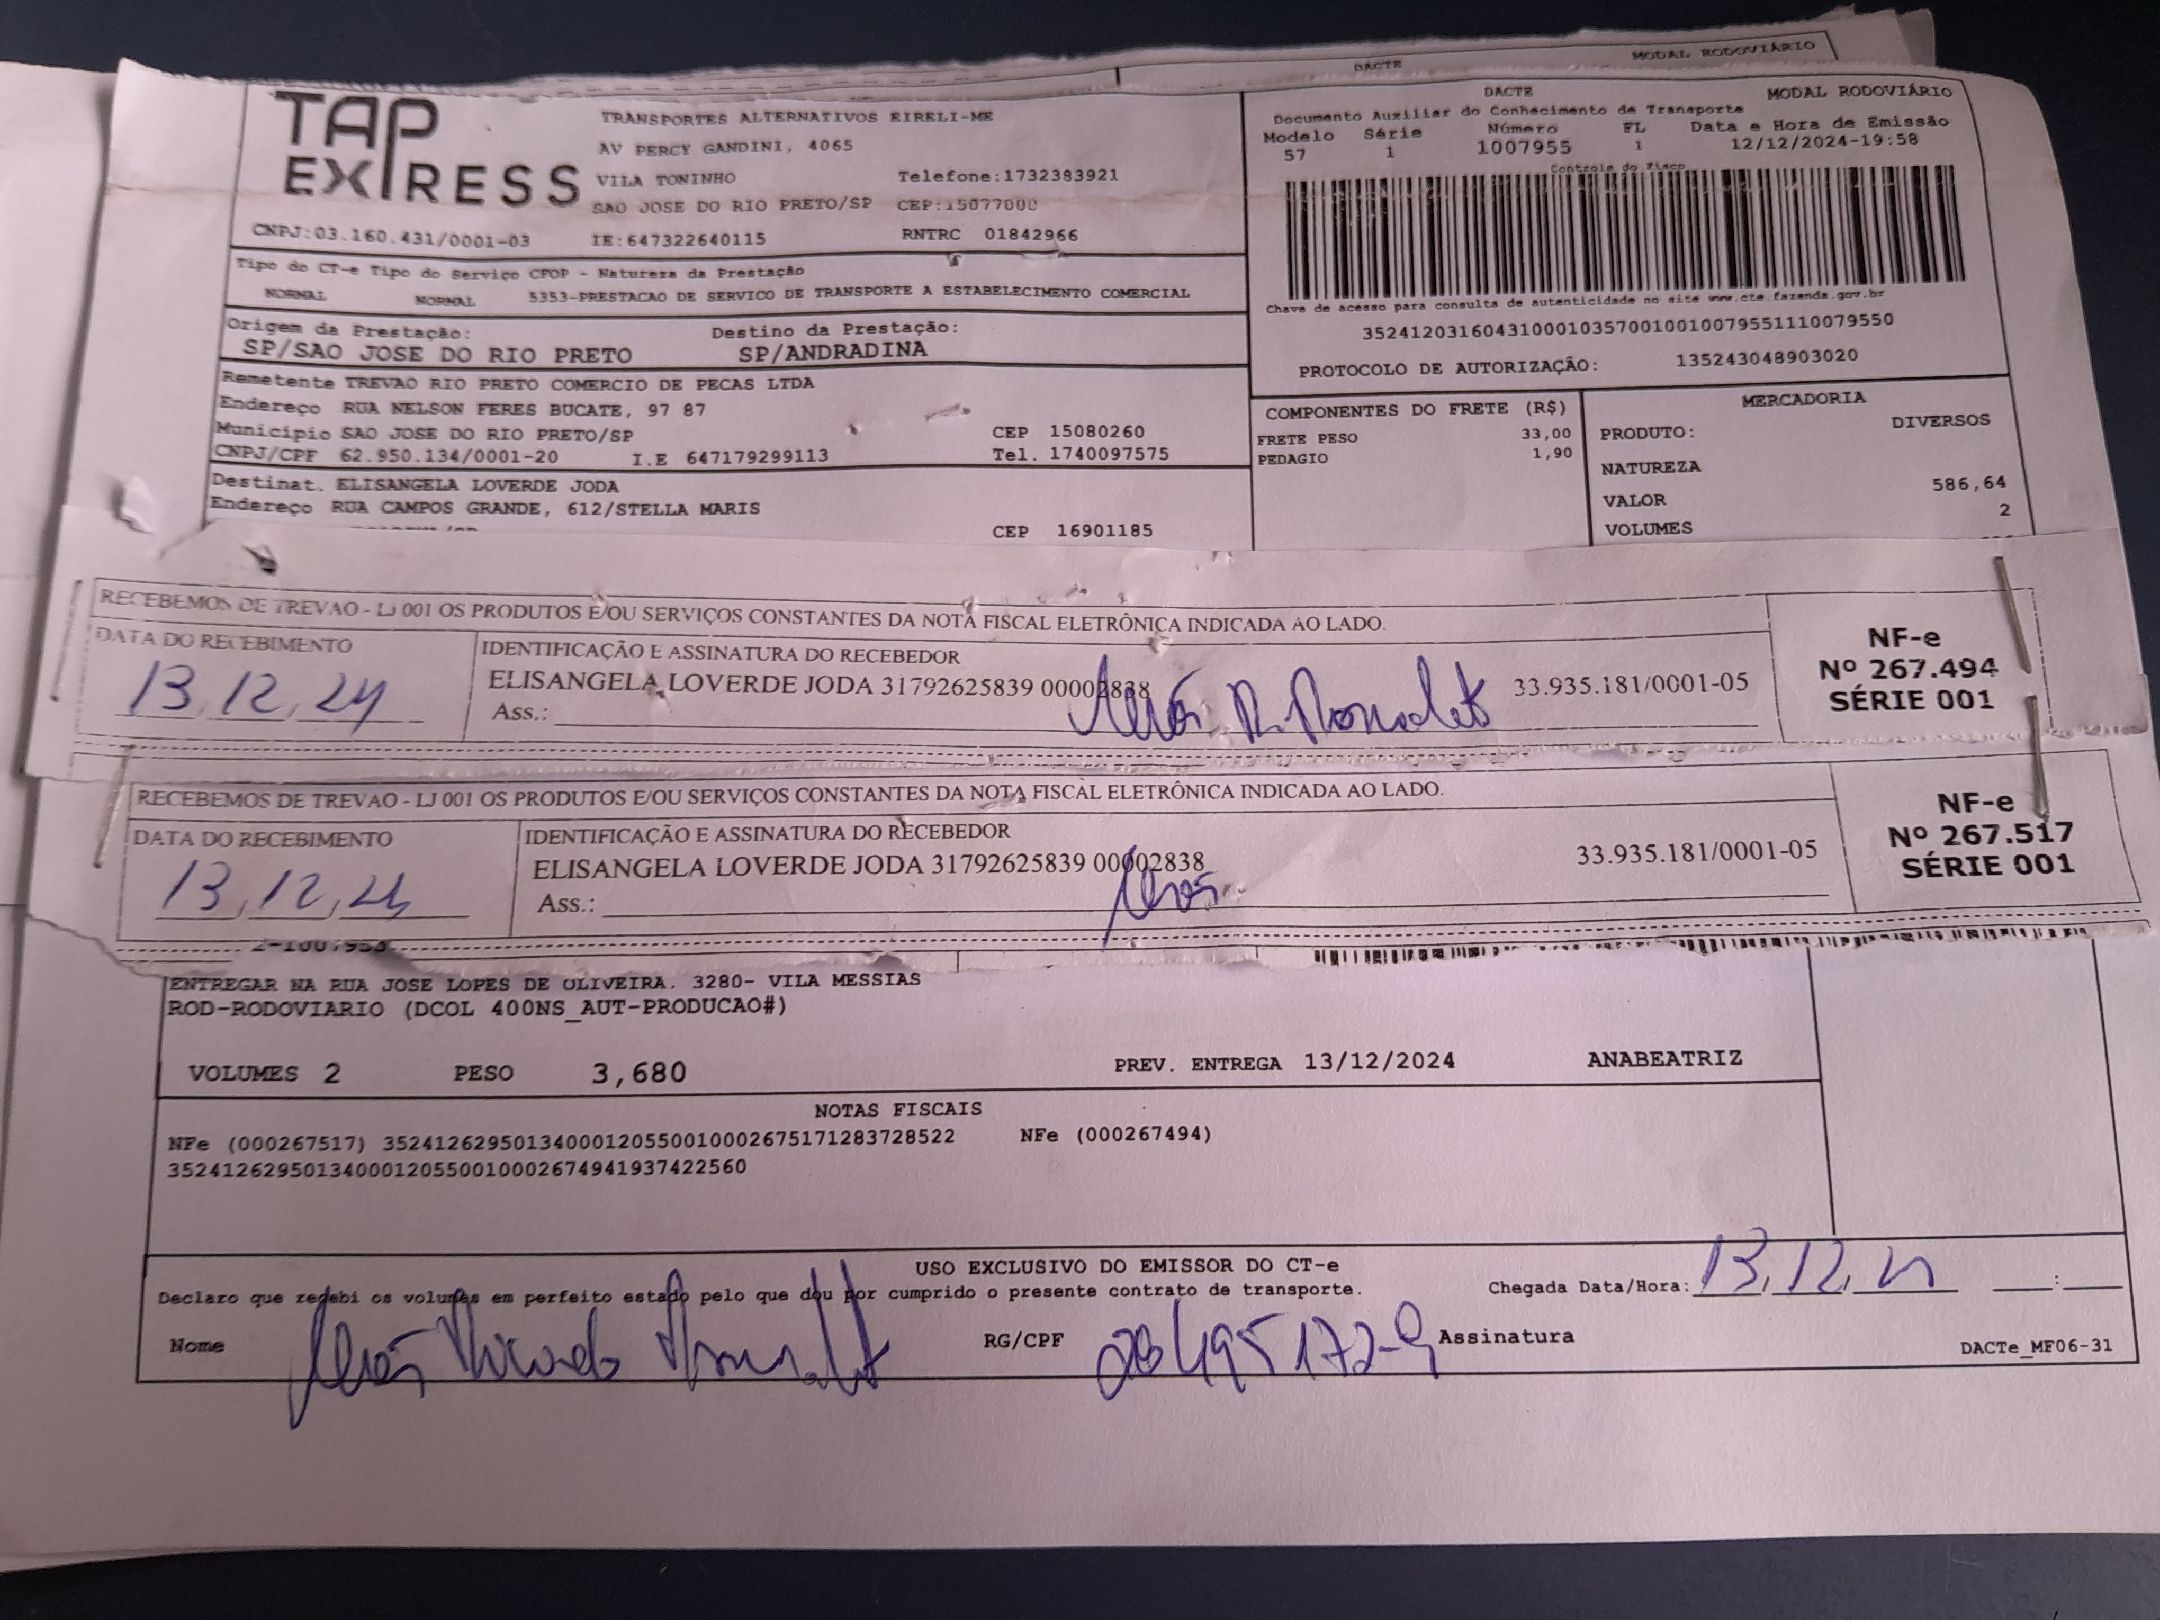 DACTE MODAL RODOVIÁRIO
TAP EXPRESS
TRANSPORTES ALTERNATIVOS EIRELI-ME
AV PERCY GANDINI, 4065
VILA TONINHO Telefone:1732383921
SAO JOSE DO RIO PRETO/SP CEP:15077000
CNPJ:03.160.431/0001-03 IE:647322640115 RNTRC 01842966
DACTE MODAL RODOVIÁRIO
Documento Auxiliar do Conhecimento de Transporte
Modelo Série Número FL Data e Hora de Emissão
57 1 1007955 1 12/12/2024-19:58
Controle do Fisco
Chave de acesso para consulta de autenticidade no site www.cte.fazenda.gov.br
35241203160431000103570010010079551110079550
PROTOCOLO DE AUTORIZAÇÃO: 135243048903020
Tipo do CT-e Tipo do Serviço CFOP - Natureza da Prestação
NORMAL NORMAL 5353-PRESTACAO DE SERVICO DE TRANSPORTE A ESTABELECIMENTO COMERCIAL
Origem da Prestação: Destino da Prestação:
SP/SAO JOSE DO RIO PRETO SP/ANDRADINA
Remetente TREVAO RIO PRETO COMERCIO DE PECAS LTDA
Endereço RUA NELSON FERES BUCATE, 97 87
Município SAO JOSE DO RIO PRETO/SP CEP 15080260
CNPJ/CPF 62.950.134/0001-20 I.E 647179299113 Tel. 1740097575
Destinat. ELISANGELA LOVERDE JODA
Endereço RUA CAMPOS GRANDE, 612/STELLA MARIS
CEP 16901185
COMPONENTES DO FRETE (R$)
FRETE PESO 33,00
PEDAGIO 1,90
MERCADORIA
PRODUTO: DIVERSOS
NATUREZA
VALOR 586,64
VOLUMES 2
RECEBEMOS DE TREVAO - LJ 001 OS PRODUTOS E/OU SERVIÇOS CONSTANTES DA NOTA FISCAL ELETRÔNICA INDICADA AO LADO.
DATA DO RECEBIMENTO IDENTIFICAÇÃO E ASSINATURA DO RECEBEDOR
13,12,24 ELISANGELA LOVERDE JODA 31792625839 00002838 33.935.181/0001-05
Ass.:
NF-e
Nº 267.494
SÉRIE 001
RECEBEMOS DE TREVAO - LJ 001 OS PRODUTOS E/OU SERVIÇOS CONSTANTES DA NOTA FISCAL ELETRÔNICA INDICADA AO LADO.
DATA DO RECEBIMENTO IDENTIFICAÇÃO E ASSINATURA DO RECEBEDOR
13,12,24 ELISANGELA LOVERDE JODA 31792625839 00002838 33.935.181/0001-05
Ass.:
NF-e
Nº 267.517
SÉRIE 001
ENTREGAR NA RUA JOSE LOPES DE OLIVEIRA. 3280- VILA MESSIAS
ROD-RODOVIARIO (DCOL 400NS_AUT-PRODUCAO#)
VOLUMES 2 PESO 3,680 PREV. ENTREGA 13/12/2024 ANABEATRIZ
NOTAS FISCAIS
NFe (000267517) 35241262950134000120550010002675171283728522 NFe (000267494)
35241262950134000120550010002674941937422560
USO EXCLUSIVO DO EMISSOR DO CT-e
Declaro que recebi os volumes em perfeito estado pelo que dou por cumprido o presente contrato de transporte. Chegada Data/Hora: 13,12, :
Nome RG/CPF Assinatura
DACTe_MF06-31